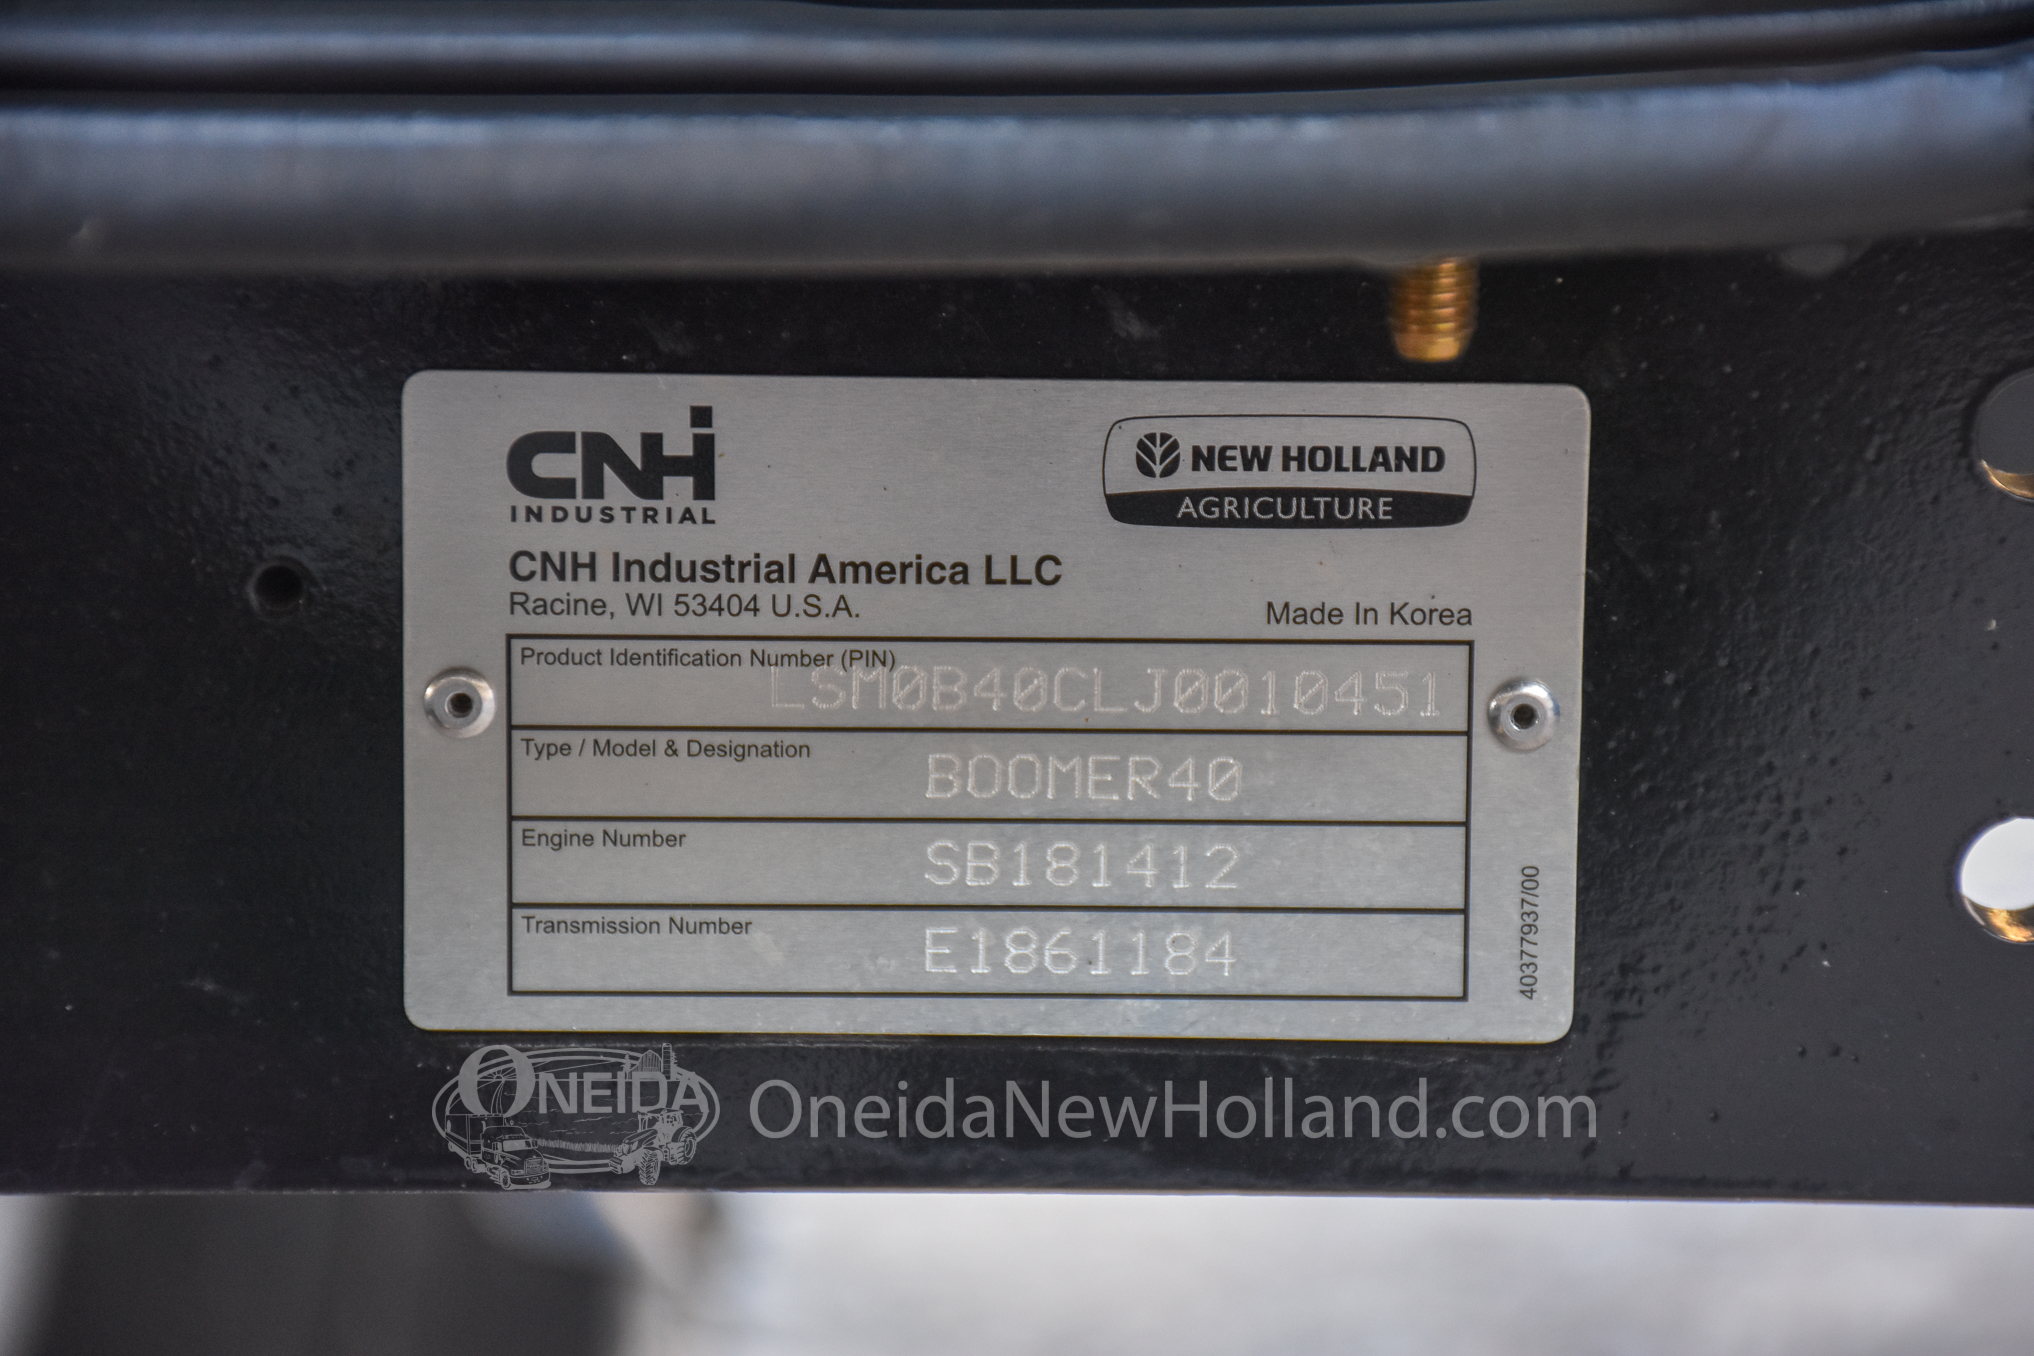 CNH
INDUSTRIAL
NEW HOLLAND
AGRICULTURE
CNH Industrial America LLC
Racine, WI 53404 U.S.A.
Made In Korea
Product Identification Number (PIN)
LSM0B40CLJ0010451
Type / Model & Designation
BOOMER40
Engine Number
SB181412
Transmission Number
E1861184
40377937/00
ONEIDA
OneidaNewHolland.com